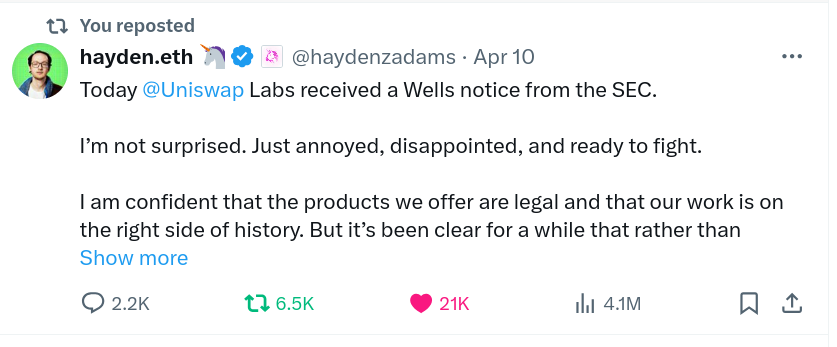 You reposted
hayden.eth 🦄 @haydenzadams · Apr 10
Today @Uniswap Labs received a Wells notice from the SEC.
I’m not surprised. Just annoyed, disappointed, and ready to fight.
I am confident that the products we offer are legal and that our work is on
the right side of history. But it’s been clear for a while that rather than
Show more
2.2K 6.5K 21K 4.1M